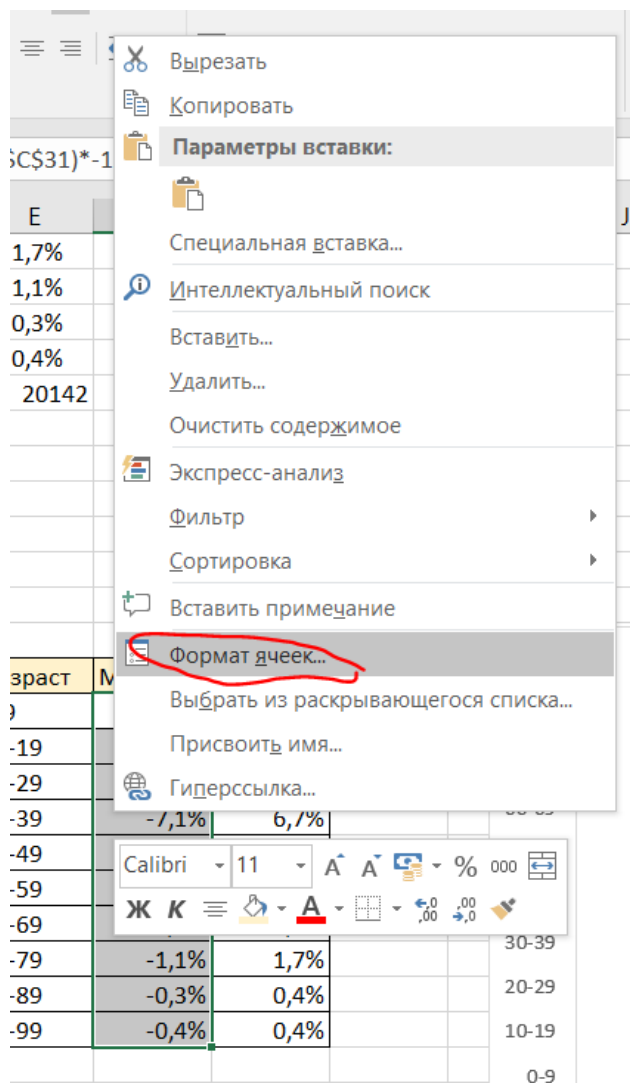 Вырезать
Копировать
$C$31)*-1
Параметры вставки:
E
J
1,7%
Специальная вставка...
1,1%
Интеллектуальный поиск
0,3%
Вставить...
0,4%
Удалить...
20142
Очистить содержимое
Экспресс-анализ
Фильтр
Сортировка
Вставить примечание
Формат ячеек...
зраст М
Выбрать из раскрывающегося списка...
9
-19
Присвоить имя...
-29
Гиперссылка...
-39 -7,1% 6,7%
-49
Calibri 11 A A % 000
-59
Ж К А ,00 ,00
-69
30-39
-79 -1,1% 1,7%
-89 -0,3% 0,4% 20-29
-99 -0,4% 0,4% 10-19
0-9